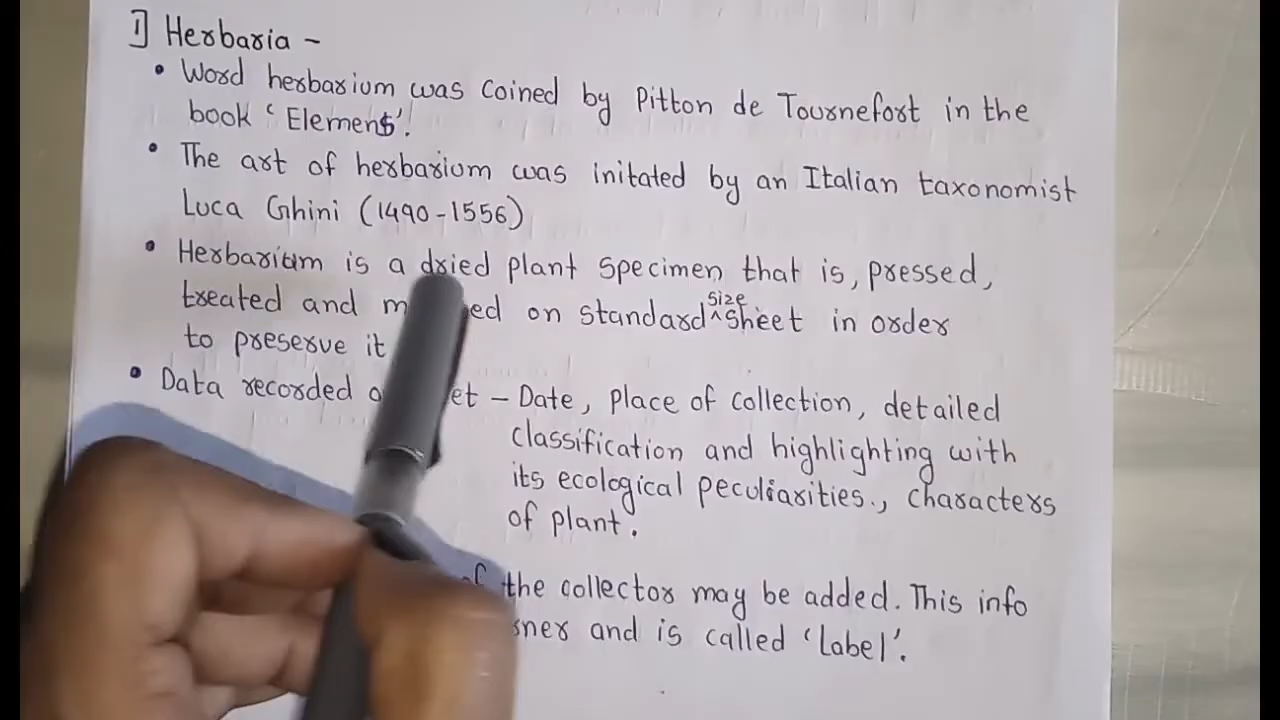 1] Herbaria -
• Word herbarium was coined by Pitton de Tournefort in the
book 'Elemens'.
• The art of herbarium was initated by an Italian taxonomist
Luca Ghini (1490-1556)
• Herbarium is a dried plant specimen that is, pressed,
treated and ed on standard size sheet in order
to preserve it
• Data recorded - Date, place of collection, detailed
classification and highlighting with
its ecological peculiarities., characters
of plant.
of the collector may be added. This info
and is called 'Label'.